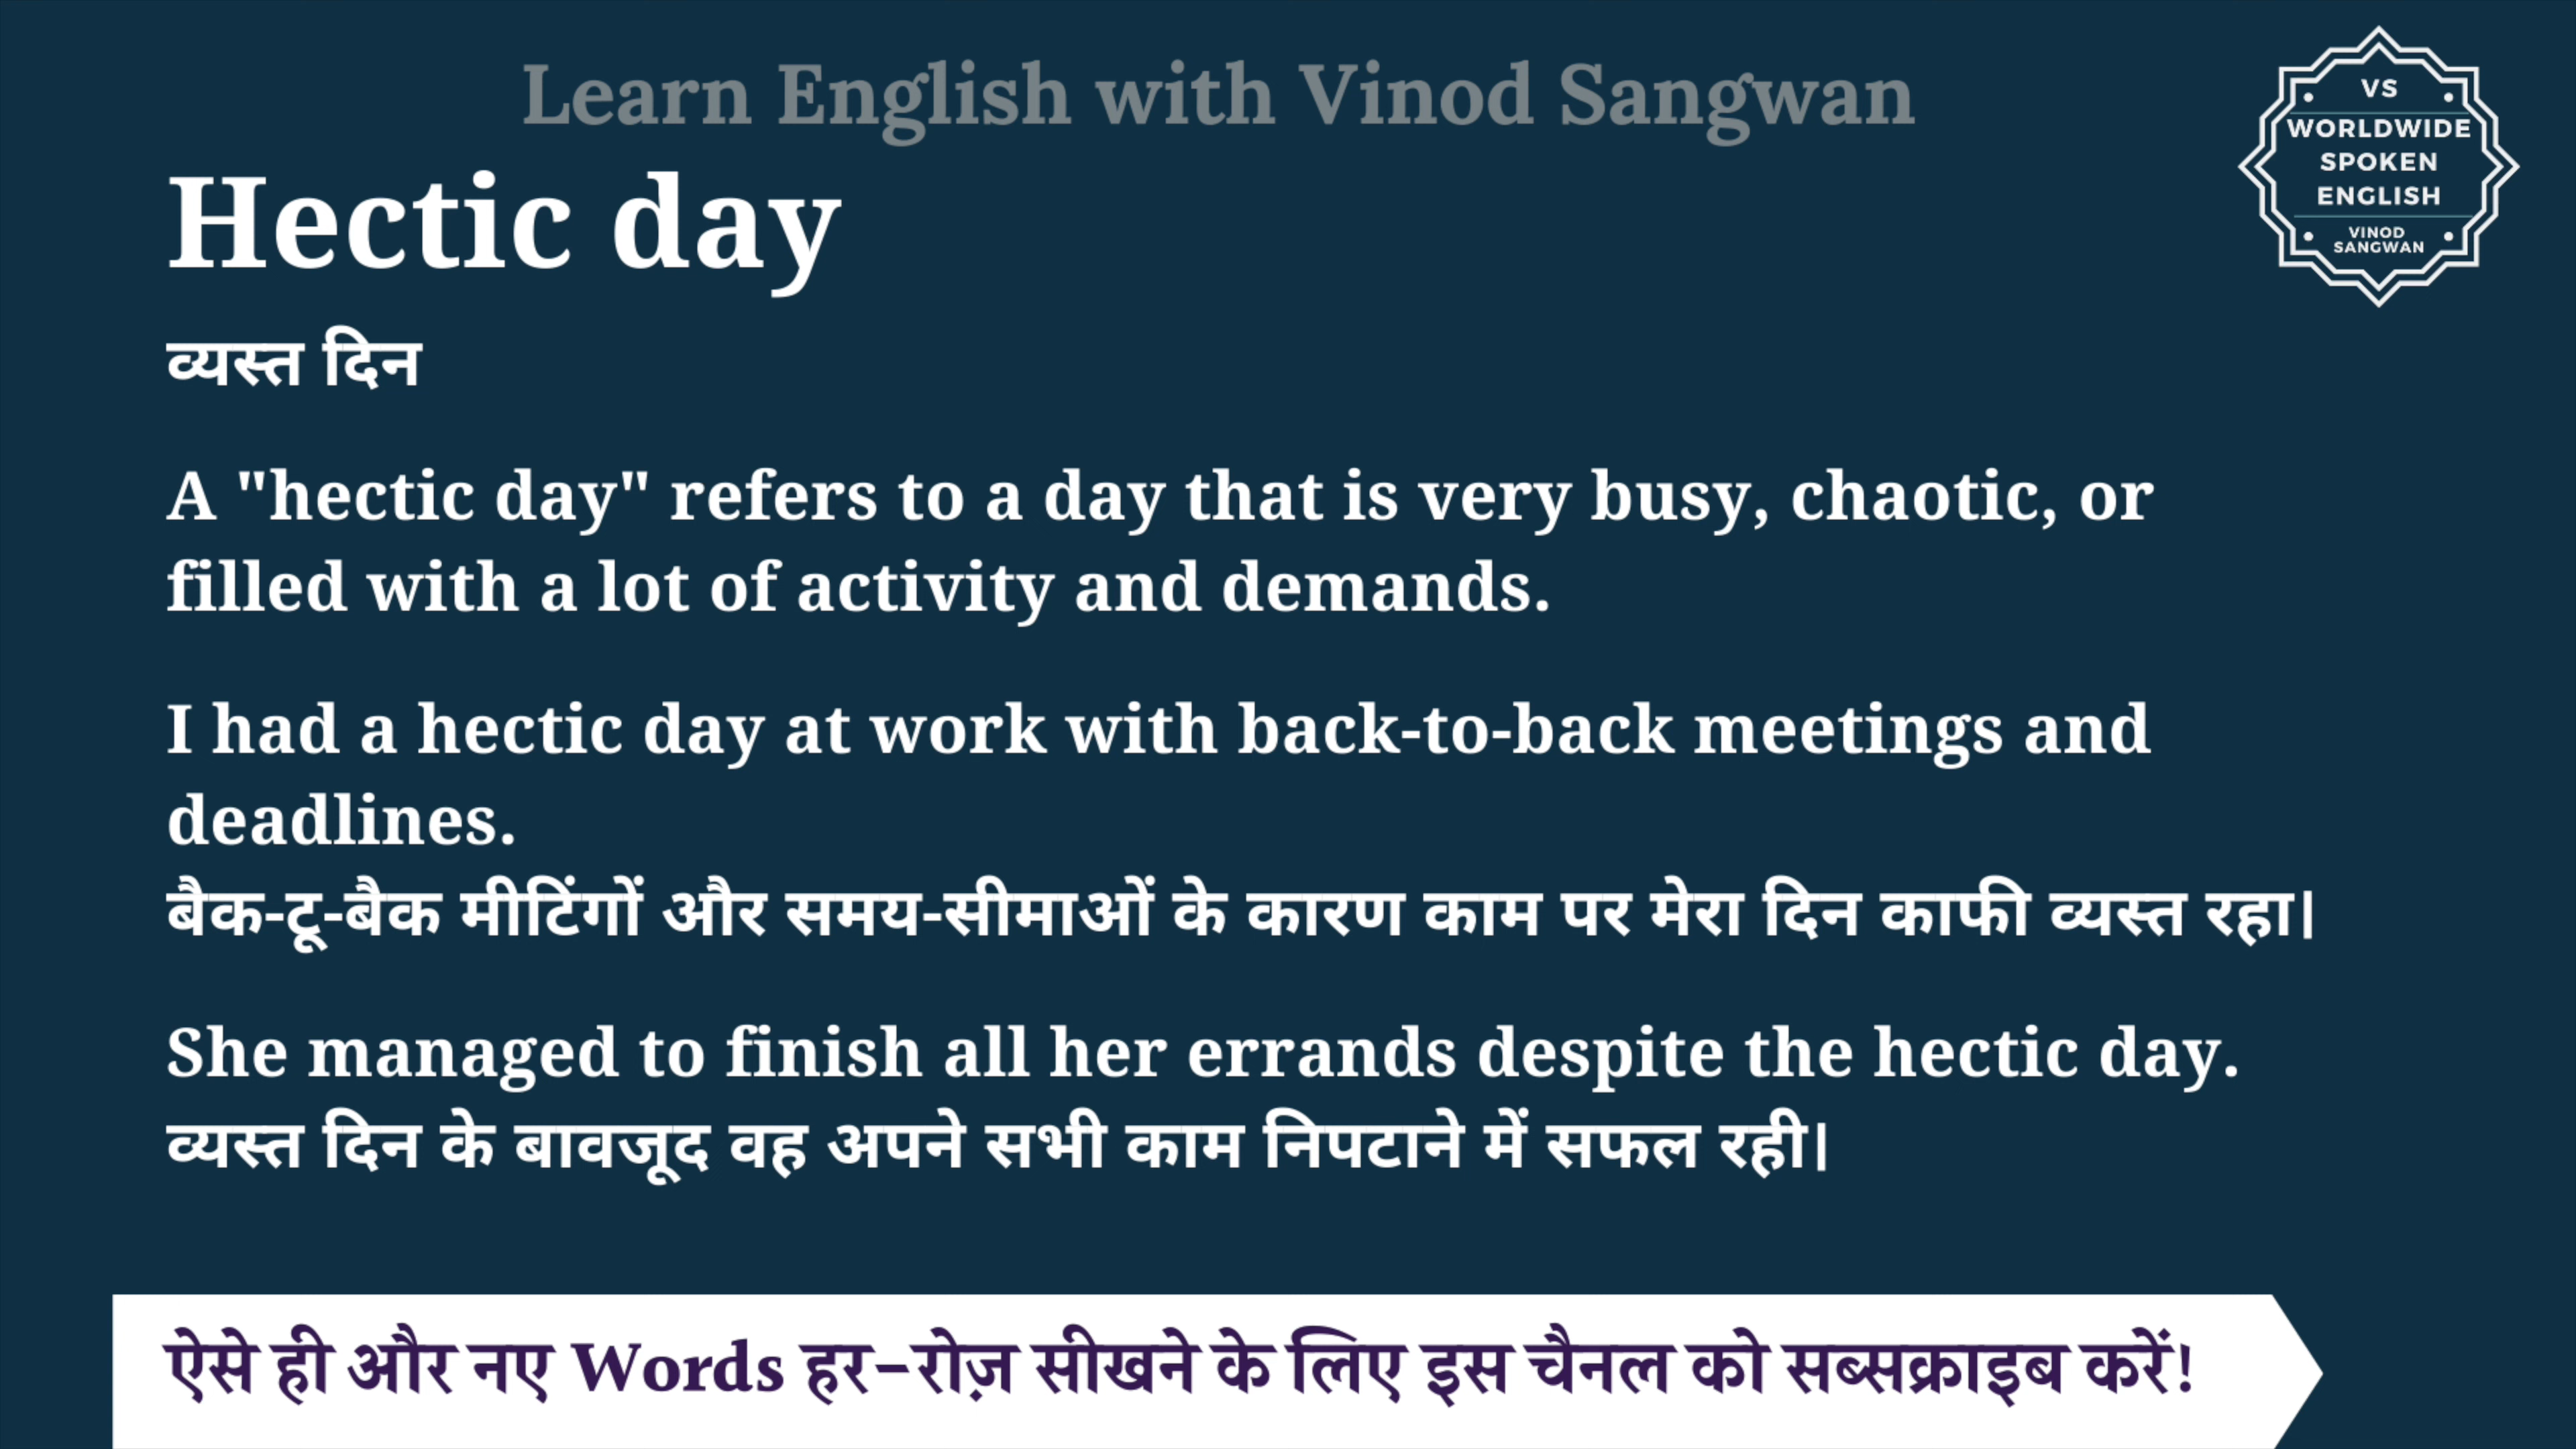 Learn English with Vinod Sangwan
VS
WORLDWIDE
SPOKEN
ENGLISH
VINOD
SANGWAN
Hectic day
व्यस्त दिन
A "hectic day" refers to a day that is very busy, chaotic, or
filled with a lot of activity and demands.
I had a hectic day at work with back-to-back meetings and
deadlines.
बैक-टू-बैक मीटिंगों और समय-सीमाओं के कारण काम पर मेरा दिन काफी व्यस्त रहा।
She managed to finish all her errands despite the hectic day.
व्यस्त दिन के बावजूद वह अपने सभी काम निपटाने में सफल रही।
ऐसे ही और नए Words हर-रोज़ सीखने के लिए इस चैनल को सब्सक्राइब करें!